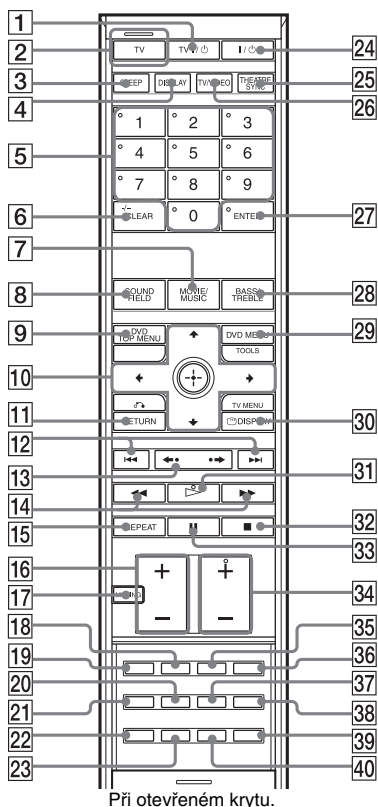 1
TV
TV I/⏻
I/⏻
24
2
3
DISPLAY
THEATRE SYNC
25
4
26
1 2 3
5
4 5 6
7 8 9
6
-/--
CLEAR
0
ENTER
27
7
8
SOUND FIELD
MOVIE/ MUSIC
BASS/ TREBLE
28
9
DVD TOP MENU
DVD MENU
29
TOOLS
10
11
RETURN
TV MENU
DISPLAY
30
12
13
31
14
15
REPEAT
32
33
16
+
+
17
34
−
−
18
35
19
36
20
37
21
38
22
39
23
40
Při otevřeném krytu.